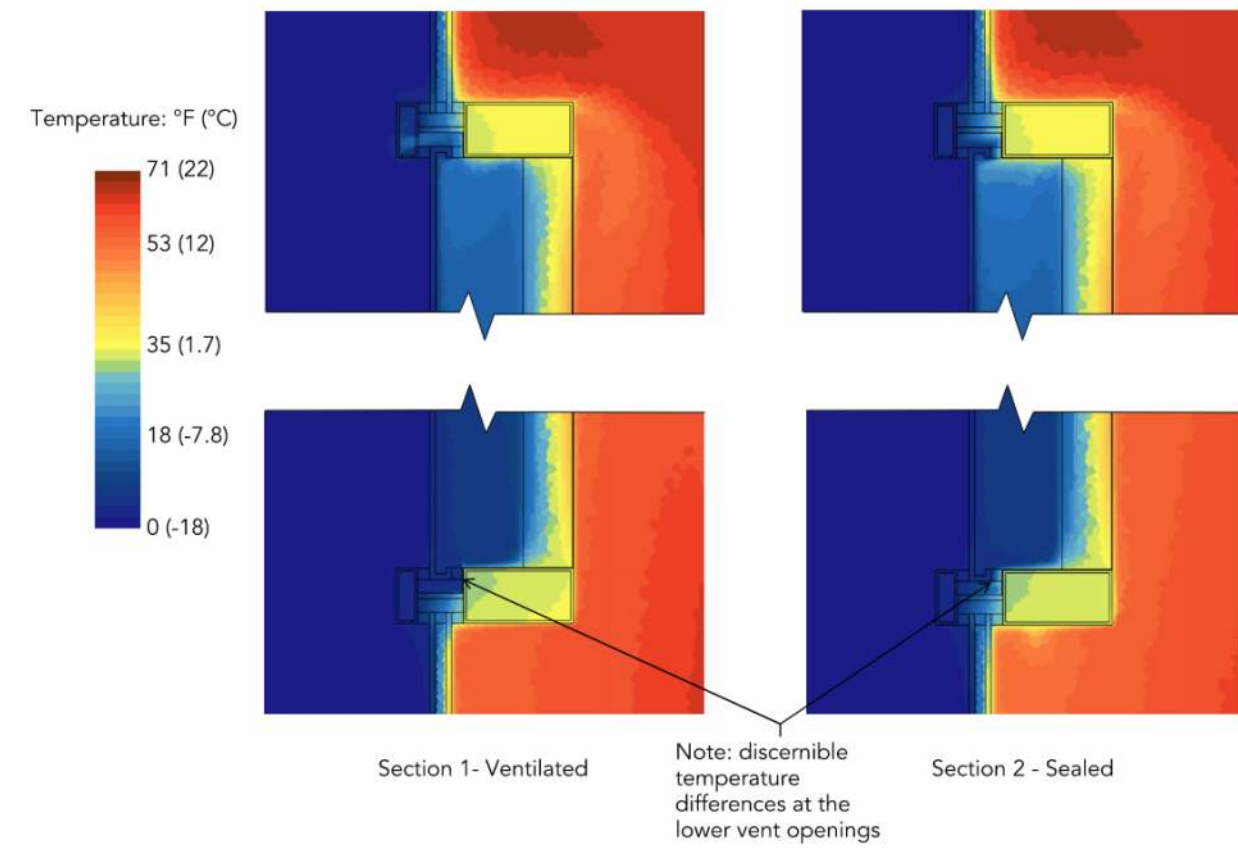 Temperature: °F (°C)
71 (22)
53 (12)
35 (1.7)
18 (-7.8)
0 (-18)
Section 1- Ventilated
Note: discernible
temperature
differences at the
lower vent openings
Section 2 - Sealed